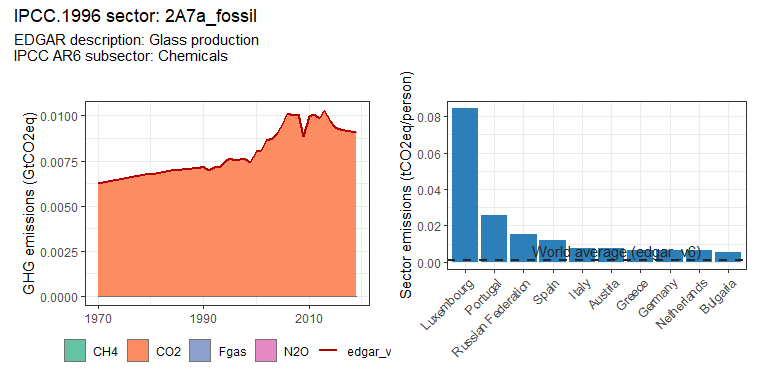 IPCC.1996 sector: 2A7a_fossil
EDGAR description: Glass production
IPCC AR6 subsector: Chemicals
GHG emissions (GtCO2eq)
0.0100
0.0075
0.0050
0.0025
0.0000
1970 1990 2010
CH4 CO2 Fgas N2O edgar_v
Sector emissions (tCO2eq/person)
0.08
0.06
0.04
0.02
0.00
World average (edgar_v6)
Luxembourg
Portugal
Russian Federation
Spain
Italy
Austria
Greece
Germany
Netherlands
Bulgaria